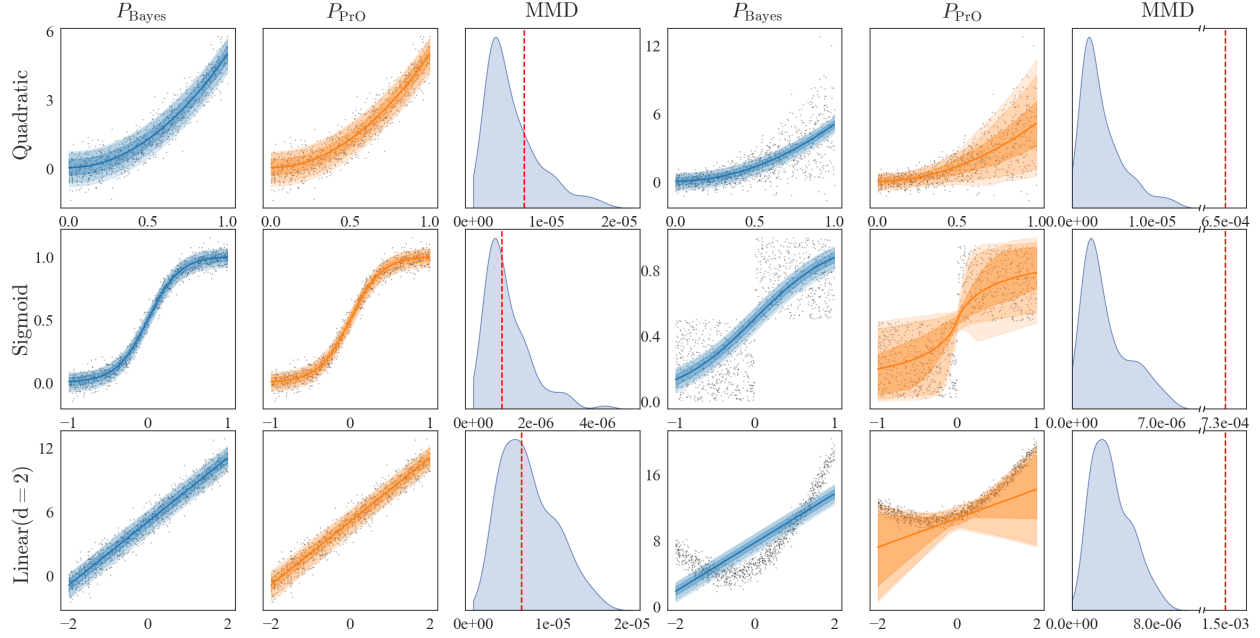 P_Bayes P_PrO MMD P_Bayes P_PrO MMD
Quadratic
6
3
0
0.0 0.5 1.0
0.0 0.5 1.0
0e+00 1e-05 2e-05
12
6
0
0.0 0.5 1.0
0.0 0.5 1.0
0.0e+00 1.0e-05 6.5e-04
Sigmoid
1.0
0.5
0.0
−1 0 1
−1 0 1
0e+00 2e-06 4e-06
0.8
0.4
0.0
−1 0 1
−1 0 1
0.0e+00 7.0e-06 7.3e-04
Linear(d = 2)
12
6
0
−2 0 2
−2 0 2
0e+00 1e-05 2e-05
16
8
0
−2 0 2
−2 0 2
0.0e+00 8.0e-06 1.5e-03